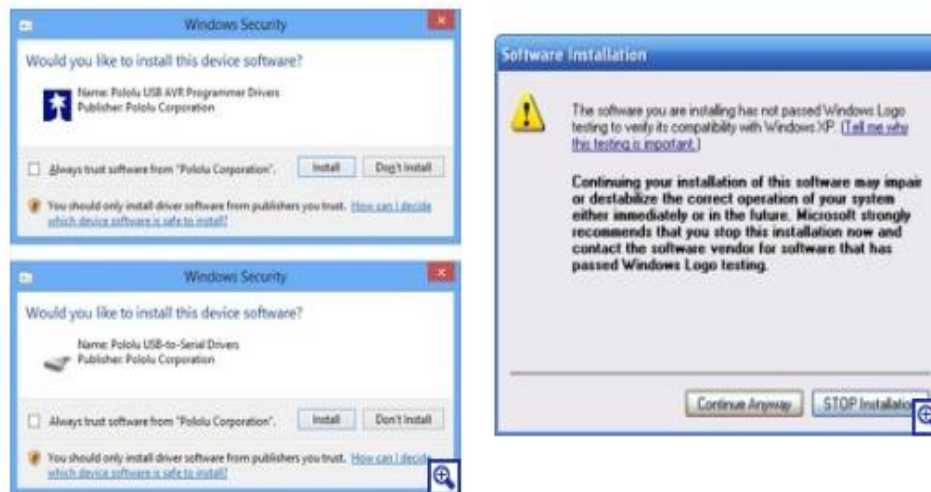 Windows Security
Would you like to install this device software?
Name: Pololu USB AVR Programmer Drivers
Publisher: Pololu Corporation
Always trust software from "Pololu Corporation".
Install
Don't Install
You should only install driver software from publishers you trust. How can I decide
which device software is safe to install?
Windows Security
Would you like to install this device software?
Name: Pololu USB-to-Serial Drivers
Publisher: Pololu Corporation
Always trust software from "Pololu Corporation".
Install
Don't Install
You should only install driver software from publishers you trust. How can I decide
which device software is safe to install?
Software Installation
The software you are installing has not passed Windows Logo
testing to verify its compatibility with Windows XP. (Tell me why
this testing is important.)
Continuing your installation of this software may impair
or destabilize the correct operation of your system
either immediately or in the future. Microsoft strongly
recommends that you stop this installation now and
contact the software vendor for software that has
passed Windows Logo testing.
Continue Anyway
STOP Installatio